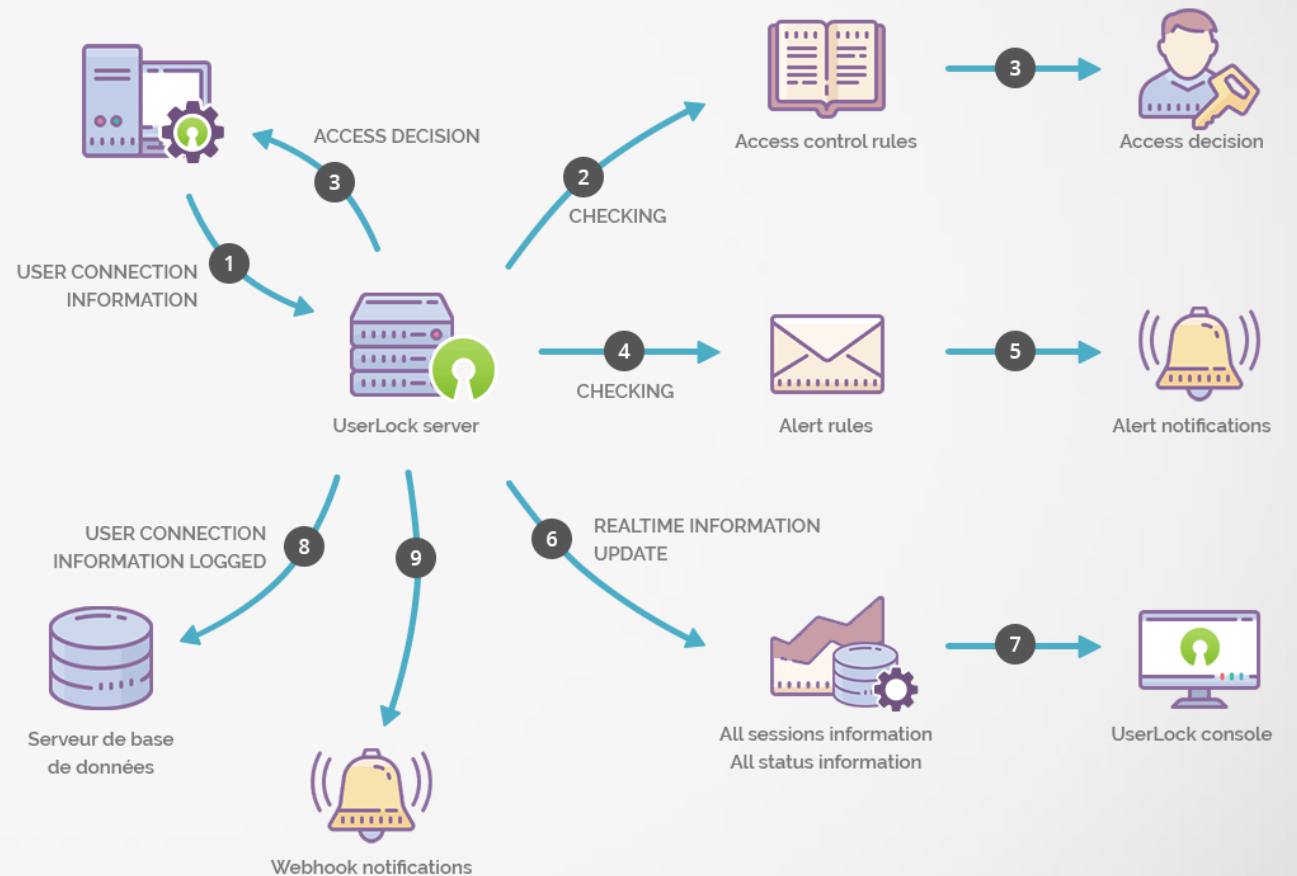 ACCESS DECISION
3
2
CHECKING
Access control rules
3
Access decision
1
USER CONNECTION
INFORMATION
UserLock server
4
CHECKING
Alert rules
5
Alert notifications
USER CONNECTION
INFORMATION LOGGED
8
9
6
REALTIME INFORMATION
UPDATE
Serveur de base
de données
All sessions information
All status information
7
UserLock console
Webhook notifications